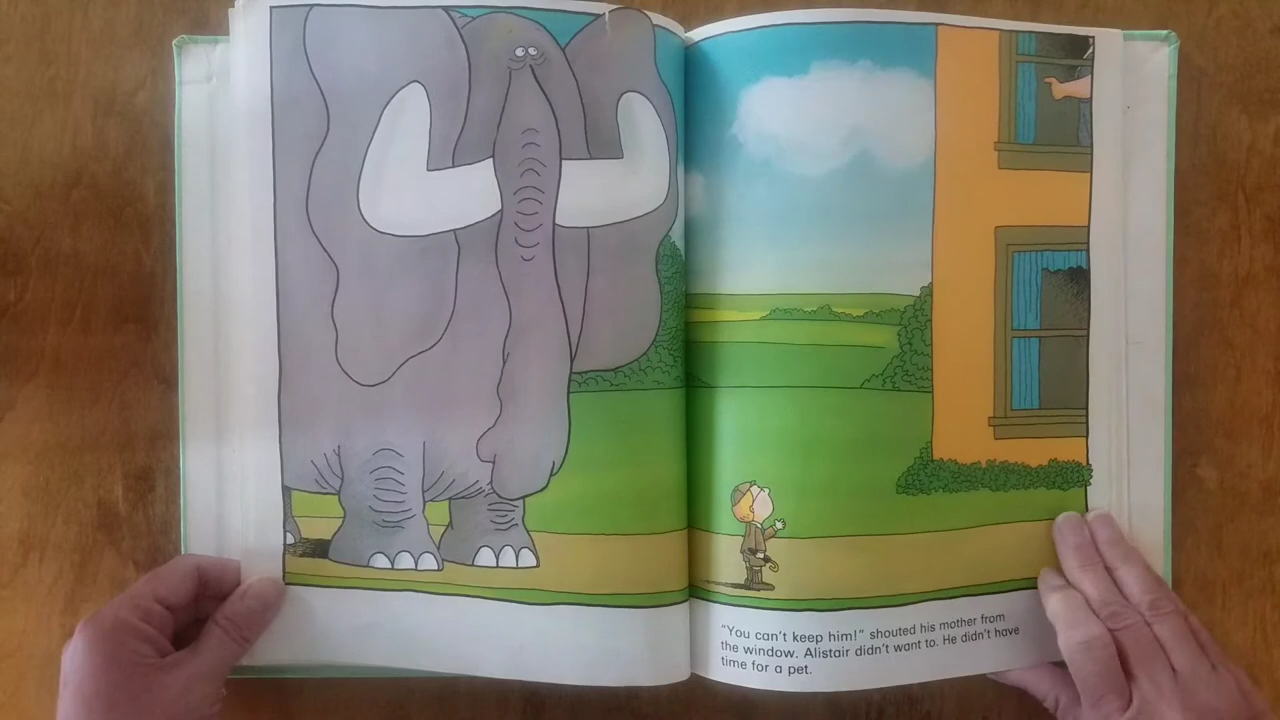 “You can’t keep him!” shouted his mother from
the window. Alistair didn’t want to. He didn’t have
time for a pet.